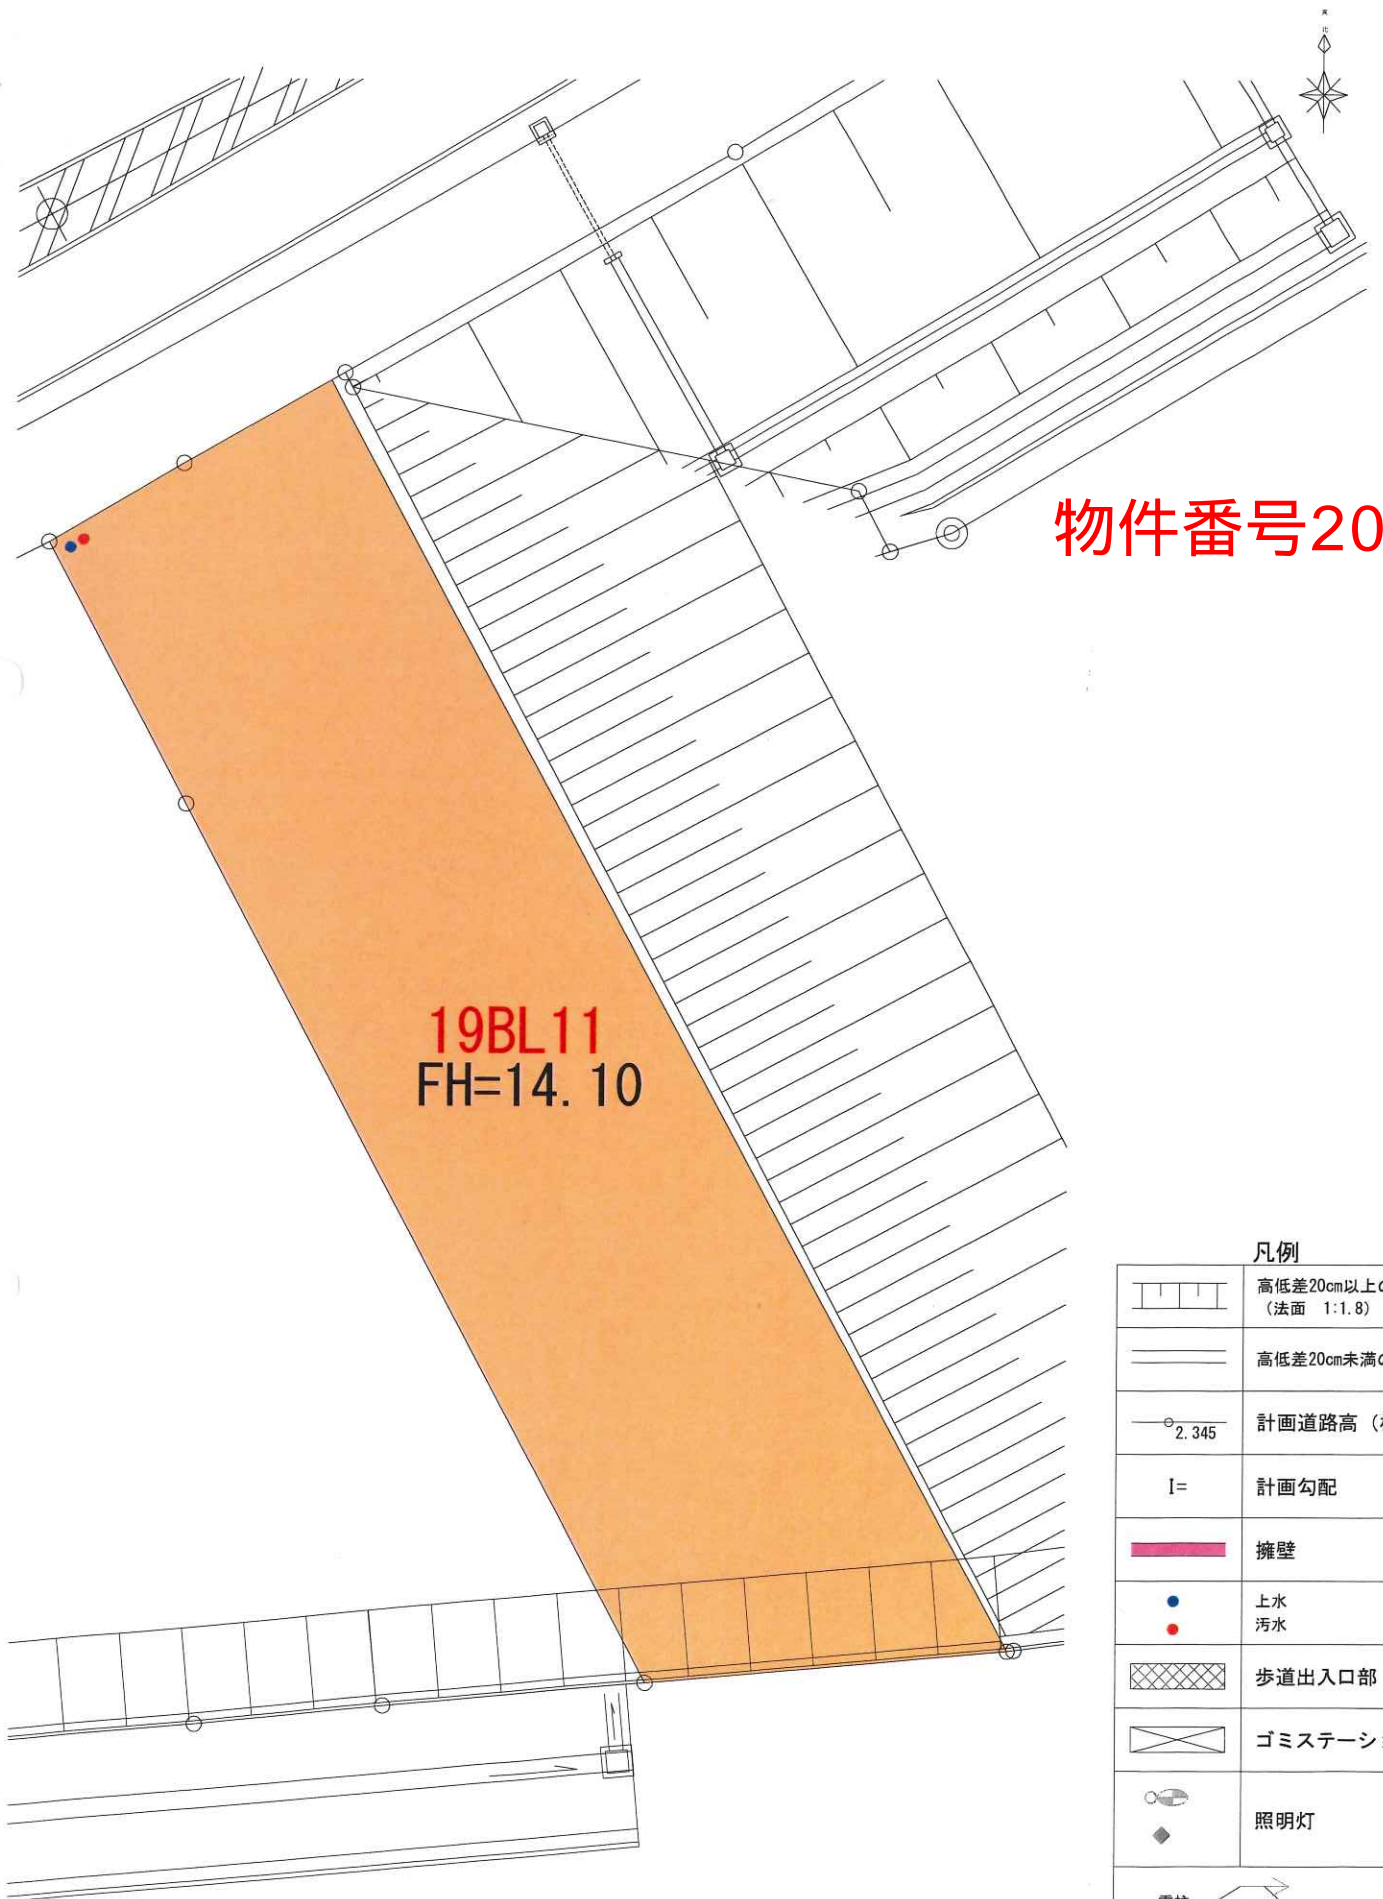 北
物件番号20
19BL11
FH=14.10
凡例
高低差20cm以上の
（法面　1:1.8）
高低差20cm未満の
2.345
計画道路高（
I=
計画勾配
擁壁
上水
汚水
歩道出入口部
ゴミステーシ
照明灯